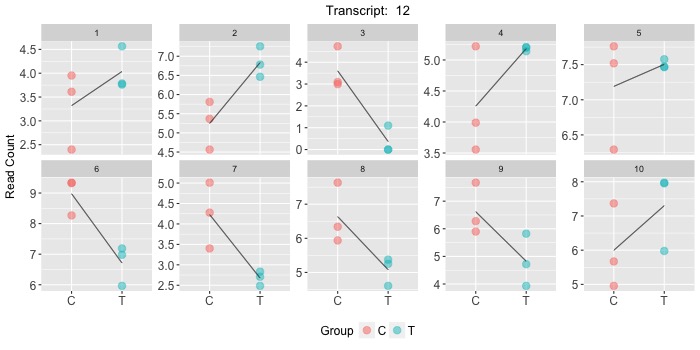 Transcript: 12
1 2 3 4 5
Read Count
4.5 4.0 3.5 3.0 2.5
7.0 6.5 6.0 5.5 5.0 4.5
4 3 2 1 0
5.0 4.5 4.0 3.5
7.5 7.0 6.5
6 7 8 9 10
9 8 7 6
5.0 4.5 4.0 3.5 3.0 2.5
7 6 5
7 6 5 4
8 7 6 5
C T C T C T C T C T
Group C T